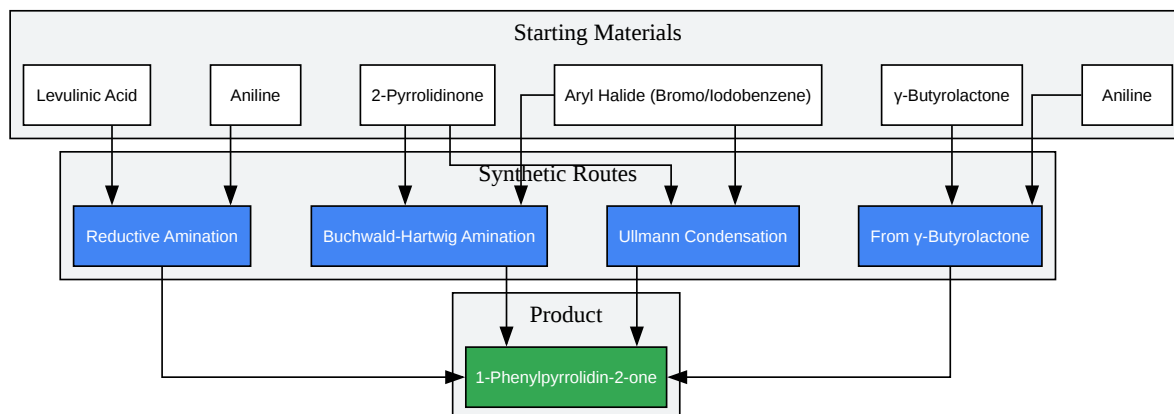 Starting Materials
Levulinic Acid
Aniline
2-Pyrrolidinone
Aryl Halide (Bromo/Iodobenzene)
γ-Butyrolactone
Aniline
Synthetic Routes
Reductive Amination
Buchwald-Hartwig Amination
Ullmann Condensation
From γ-Butyrolactone
Product
1-Phenylpyrrolidin-2-one